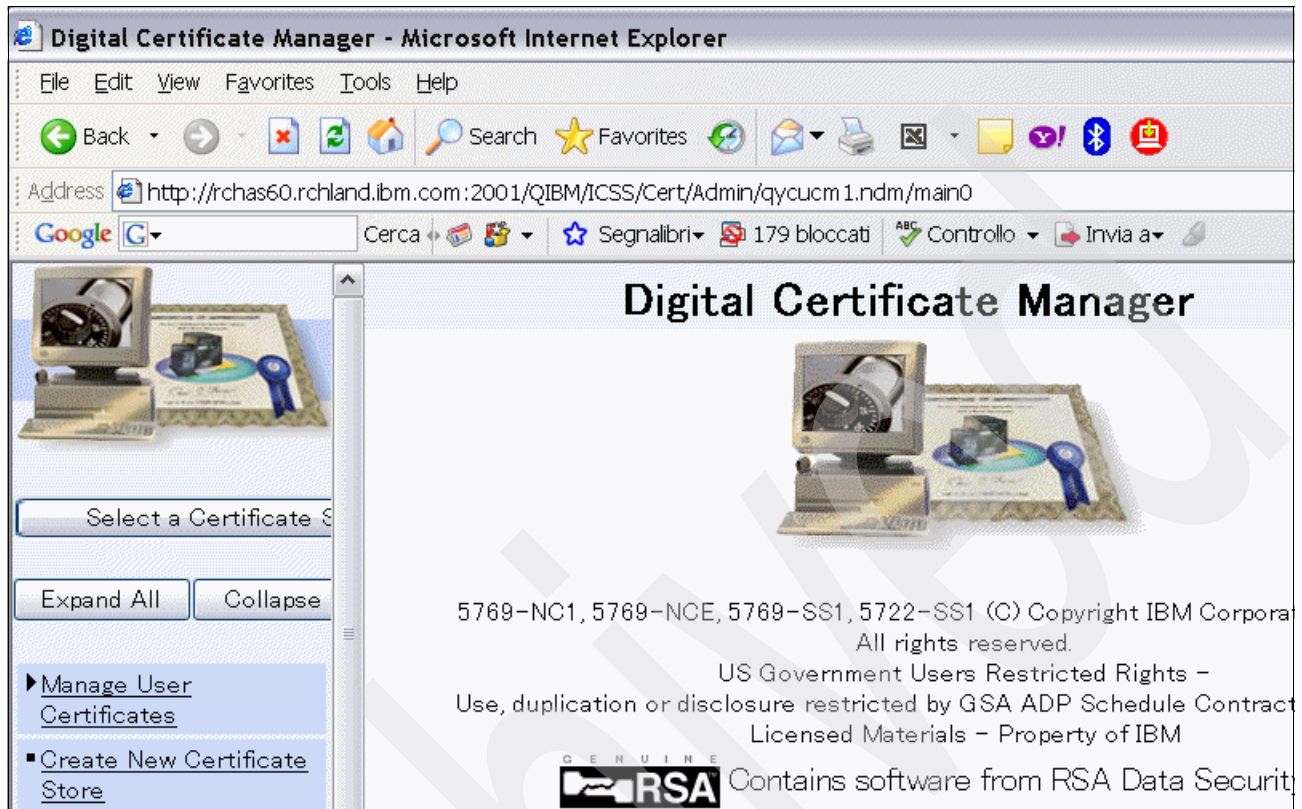 Digital Certificate Manager - Microsoft Internet Explorer
File Edit View Favorites Tools Help
Back Search Favorites
Address http://rchas60.rchland.ibm.com:2001/QIBM/ICSS/Cert/Admin/qycucm1.ndm/main0
Google G Cerca Segnalibri 179 bloccati ABC Controllo Invia a
Digital Certificate Manager
Select a Certificate S
Expand All Collapse
Manage User
Certificates
Create New Certificate
Store
5769-NC1, 5769-NCE, 5769-SS1, 5722-SS1 (C) Copyright IBM Corporat
All rights reserved.
US Government Users Restricted Rights -
Use, duplication or disclosure restricted by GSA ADP Schedule Contract
Licensed Materials - Property of IBM
GENUINE
RSA Contains software from RSA Data Security